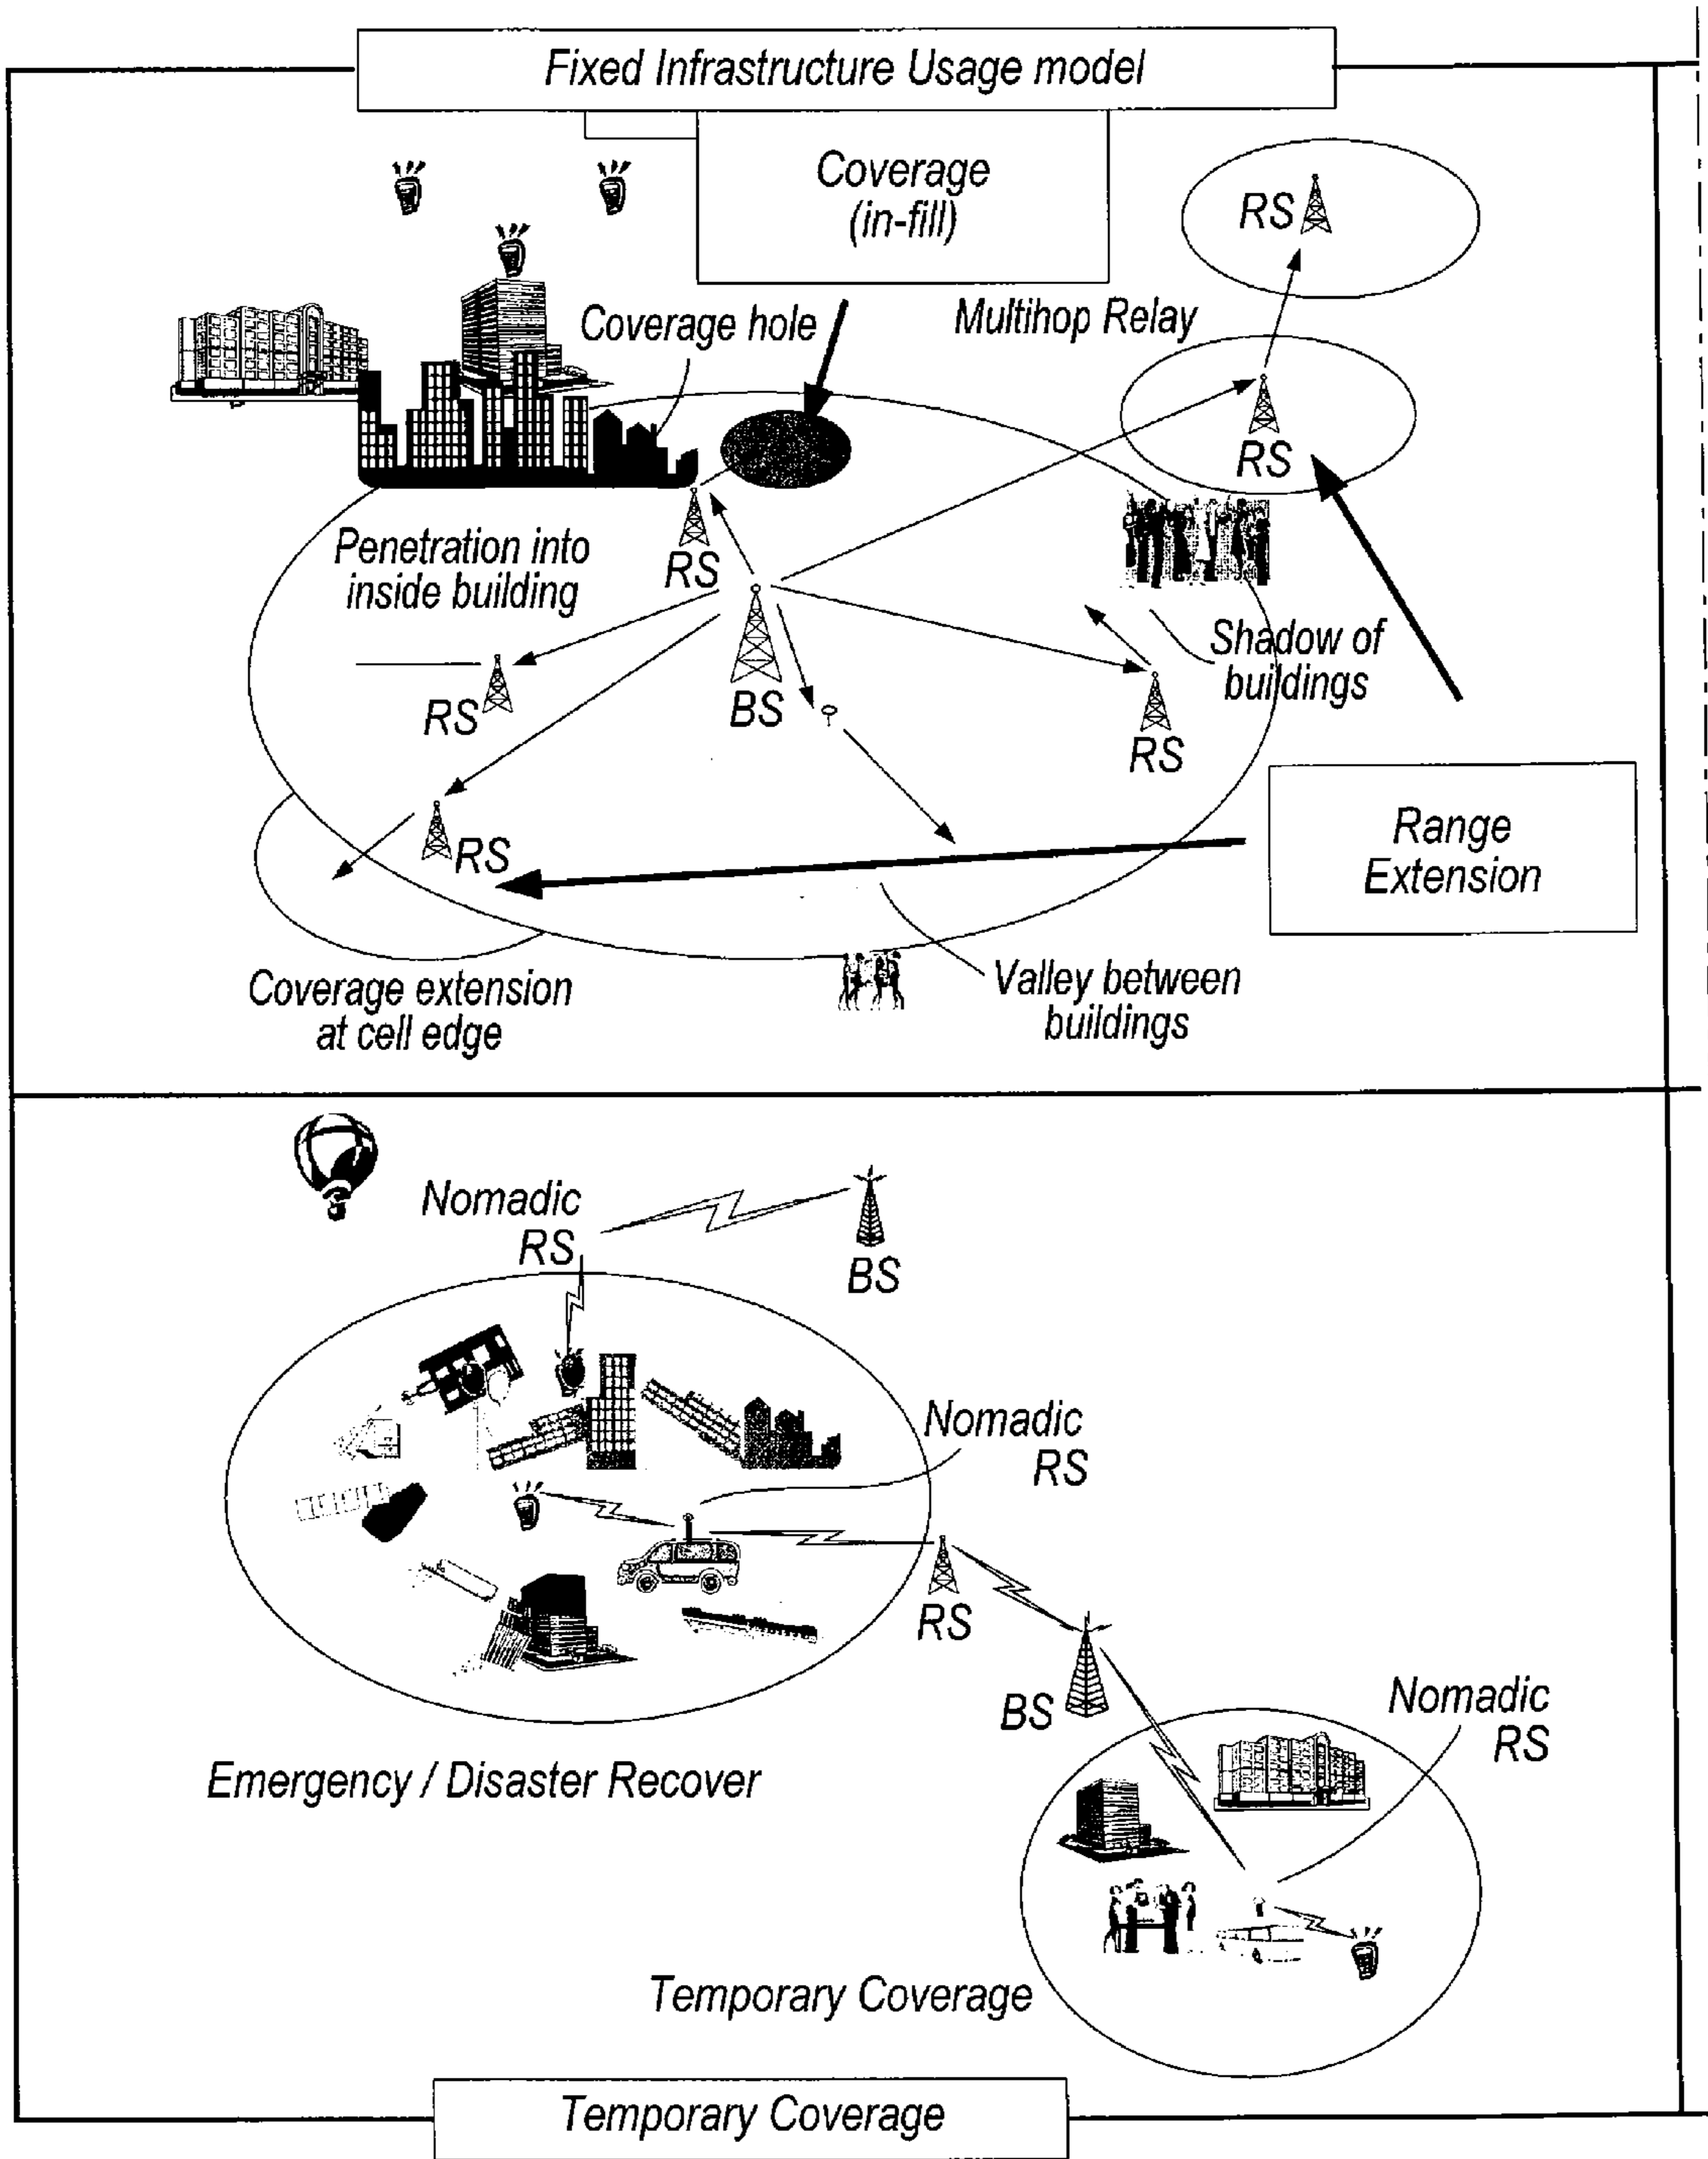 Fixed Infrastructure Usage model
Coverage
(in-fill)
RS
Coverage hole
Multihop Relay
RS
Penetration into
inside building
RS
Shadow of
buildings
RS
BS
RS
RS
Range
Extension
Coverage extension
at cell edge
Valley between
buildings
Nomadic
RS
BS
Nomadic
RS
RS
BS
Nomadic
RS
Emergency / Disaster Recover
Temporary Coverage
Temporary Coverage